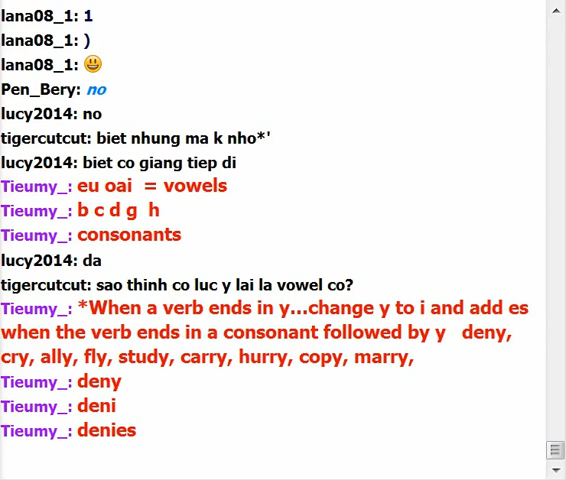 lana08_1: 1
lana08_1: )
lana08_1: 😃
Pen_Bery: no
lucy2014: no
tigercutcut: biet nhung ma k nho*'
lucy2014: biet co giang tiep di
Tieumy_: eu oai  = vowels
Tieumy_: b c d g  h
Tieumy_: consonants
lucy2014: da
tigercutcut: sao thinh co luc y lai la vowel co?
Tieumy_: *When a verb ends in y...change y to i and add es
when the verb ends in a consonant followed by y   deny,
cry, ally, fly, study, carry, hurry, copy, marry,
Tieumy_: deny
Tieumy_: deni
Tieumy_: denies